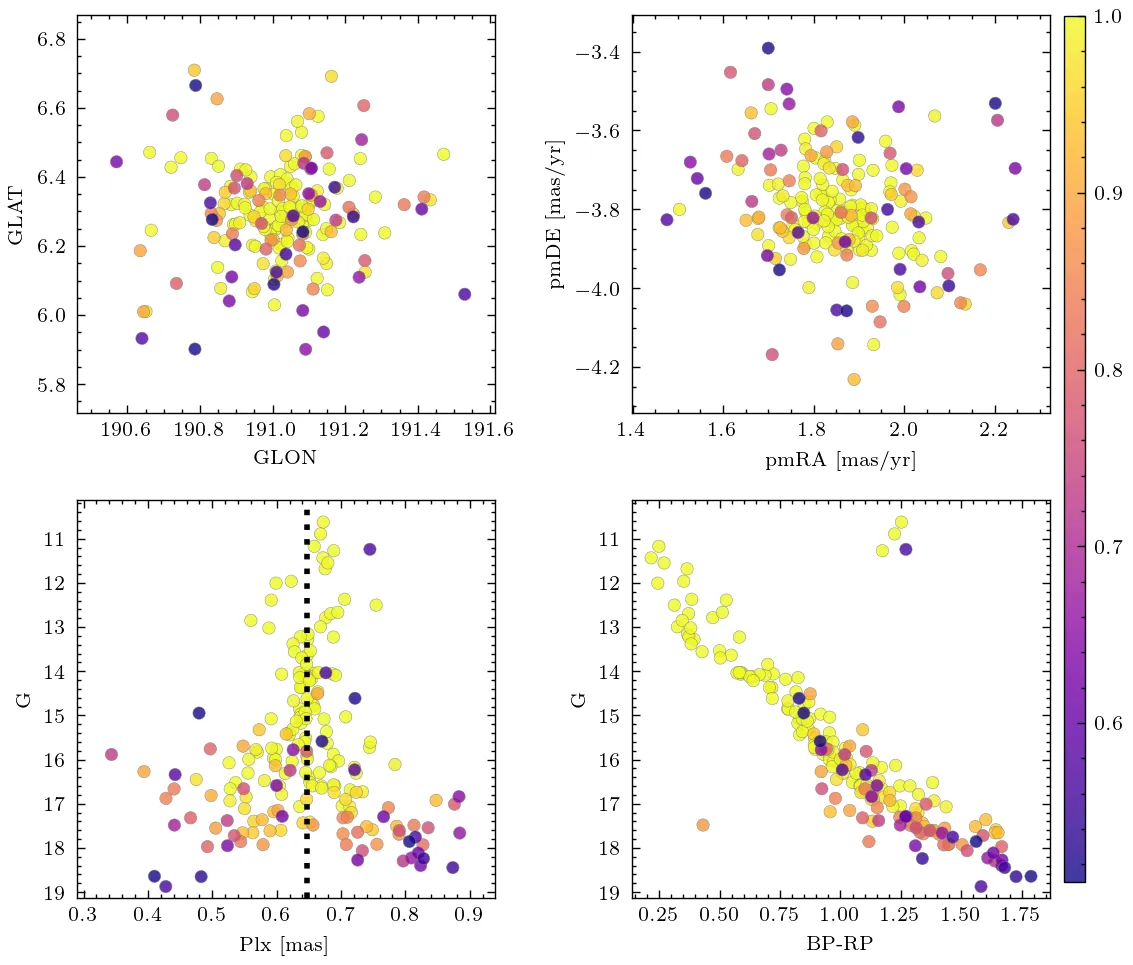 6.8
6.6
6.4
6.2
6.0
5.8
GLAT
190.6 190.8 191.0 191.2 191.4 191.6
GLON
−3.4
−3.6
−3.8
−4.0
−4.2
pmDE [mas/yr]
1.4 1.6 1.8 2.0 2.2
pmRA [mas/yr]
1.0
0.9
0.8
0.7
0.6
11
12
13
14
15
16
17
18
19
G
0.3 0.4 0.5 0.6 0.7 0.8 0.9
Plx [mas]
11
12
13
14
15
16
17
18
19
G
0.25 0.50 0.75 1.00 1.25 1.50 1.75
BP-RP